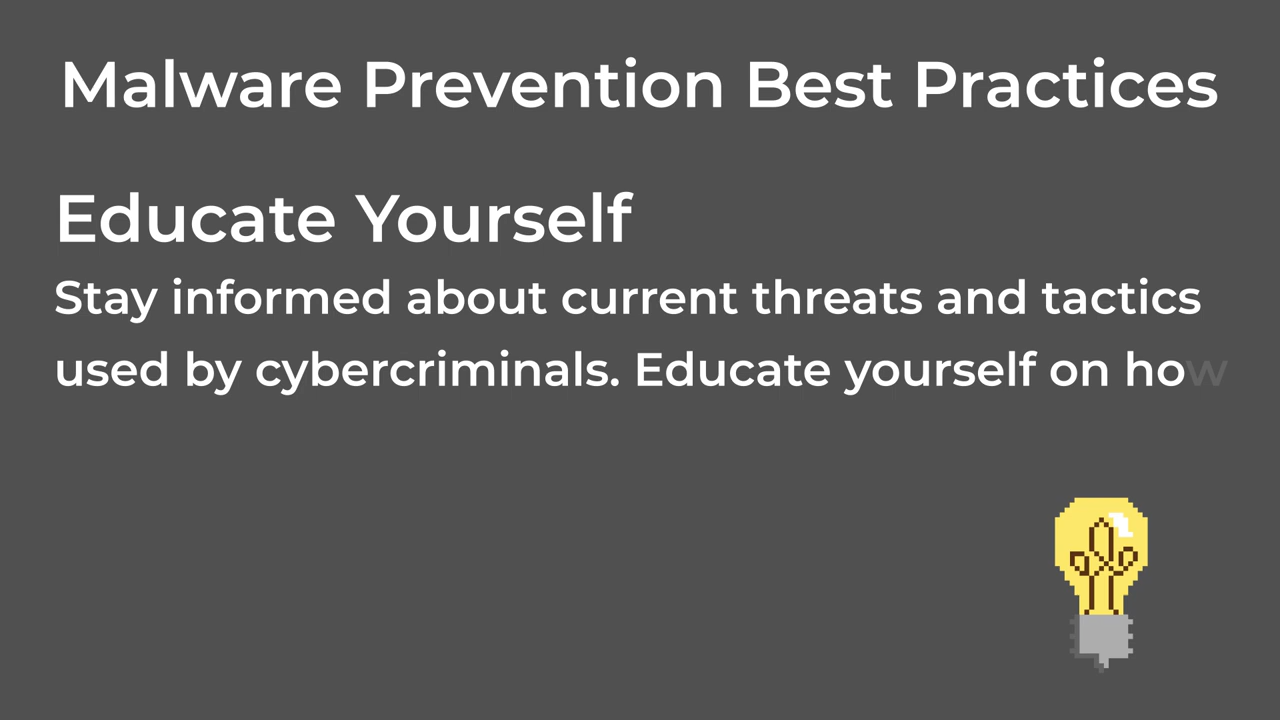 Malware Prevention Best Practices
Educate Yourself
Stay informed about current threats and tactics
used by cybercriminals. Educate yourself on how